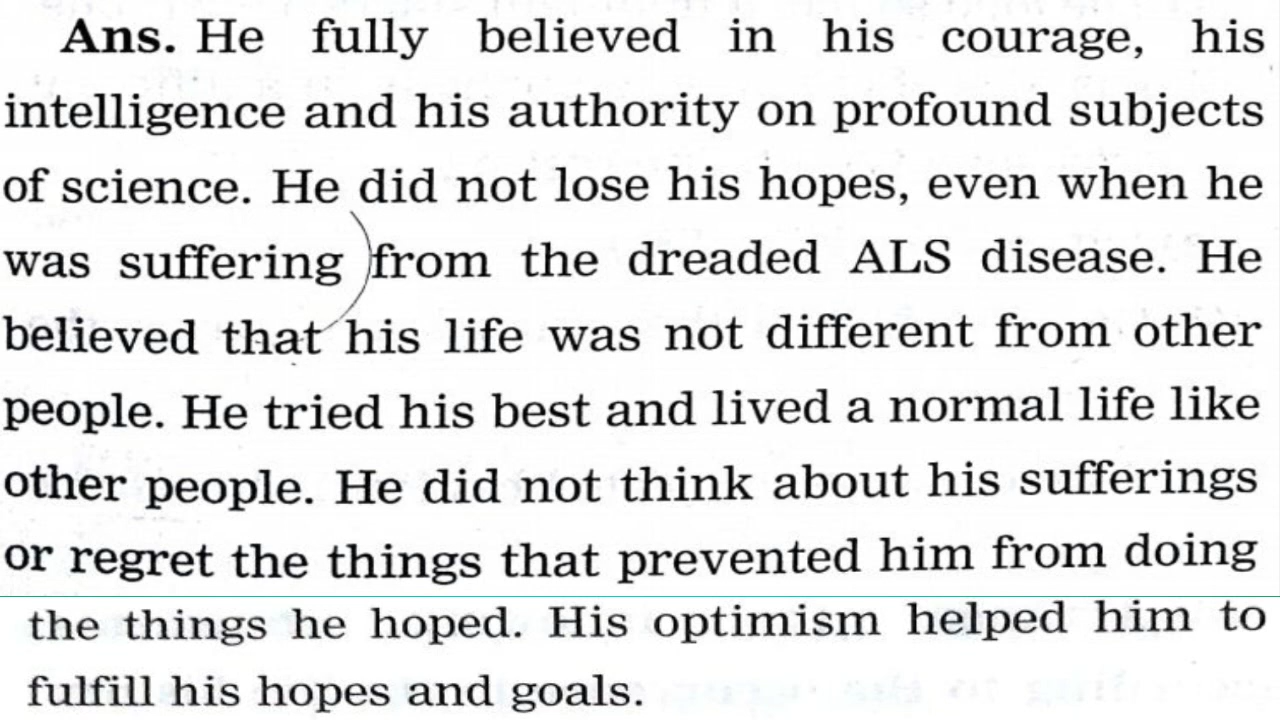 Ans. He fully believed in his courage, his
intelligence and his authority on profound subjects
of science. He did not lose his hopes, even when he
was suffering from the dreaded ALS disease. He
believed that his life was not different from other
people. He tried his best and lived a normal life like
other people. He did not think about his sufferings
or regret the things that prevented him from doing
the things he hoped. His optimism helped him to
fulfill his hopes and goals.